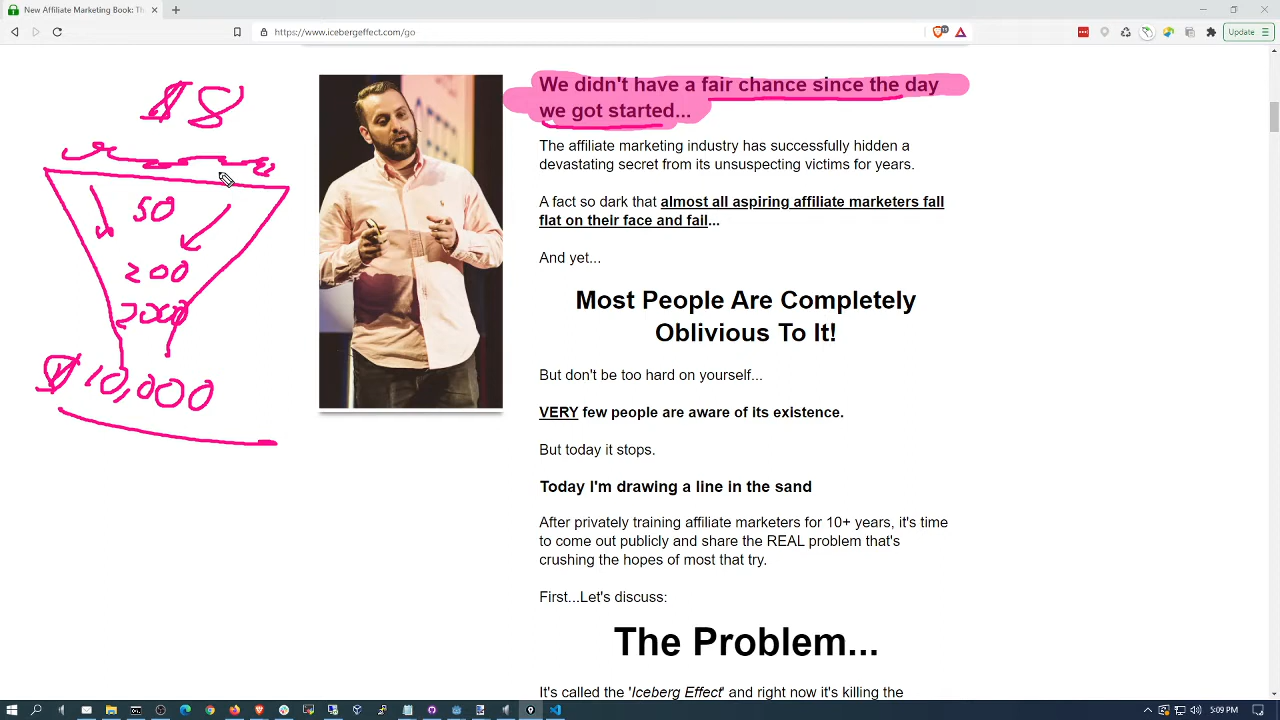 New Affiliate Marketing Book: Th
https://www.icebergeffect.com/go
Update
$8
50
200
2000
$10,000
We didn't have a fair chance since the day
we got started...
The affiliate marketing industry has successfully hidden a
devastating secret from its unsuspecting victims for years.
A fact so dark that almost all aspiring affiliate marketers fall
flat on their face and fail...
And yet...
Most People Are Completely
Oblivious To It!
But don't be too hard on yourself...
VERY few people are aware of its existence.
But today it stops.
Today I'm drawing a line in the sand
After privately training affiliate marketers for 10+ years, it's time
to come out publicly and share the REAL problem that's
crushing the hopes of most that try.
First...Let's discuss:
The Problem...
It's called the 'Iceberg Effect' and right now it's killing the
5:09 PM